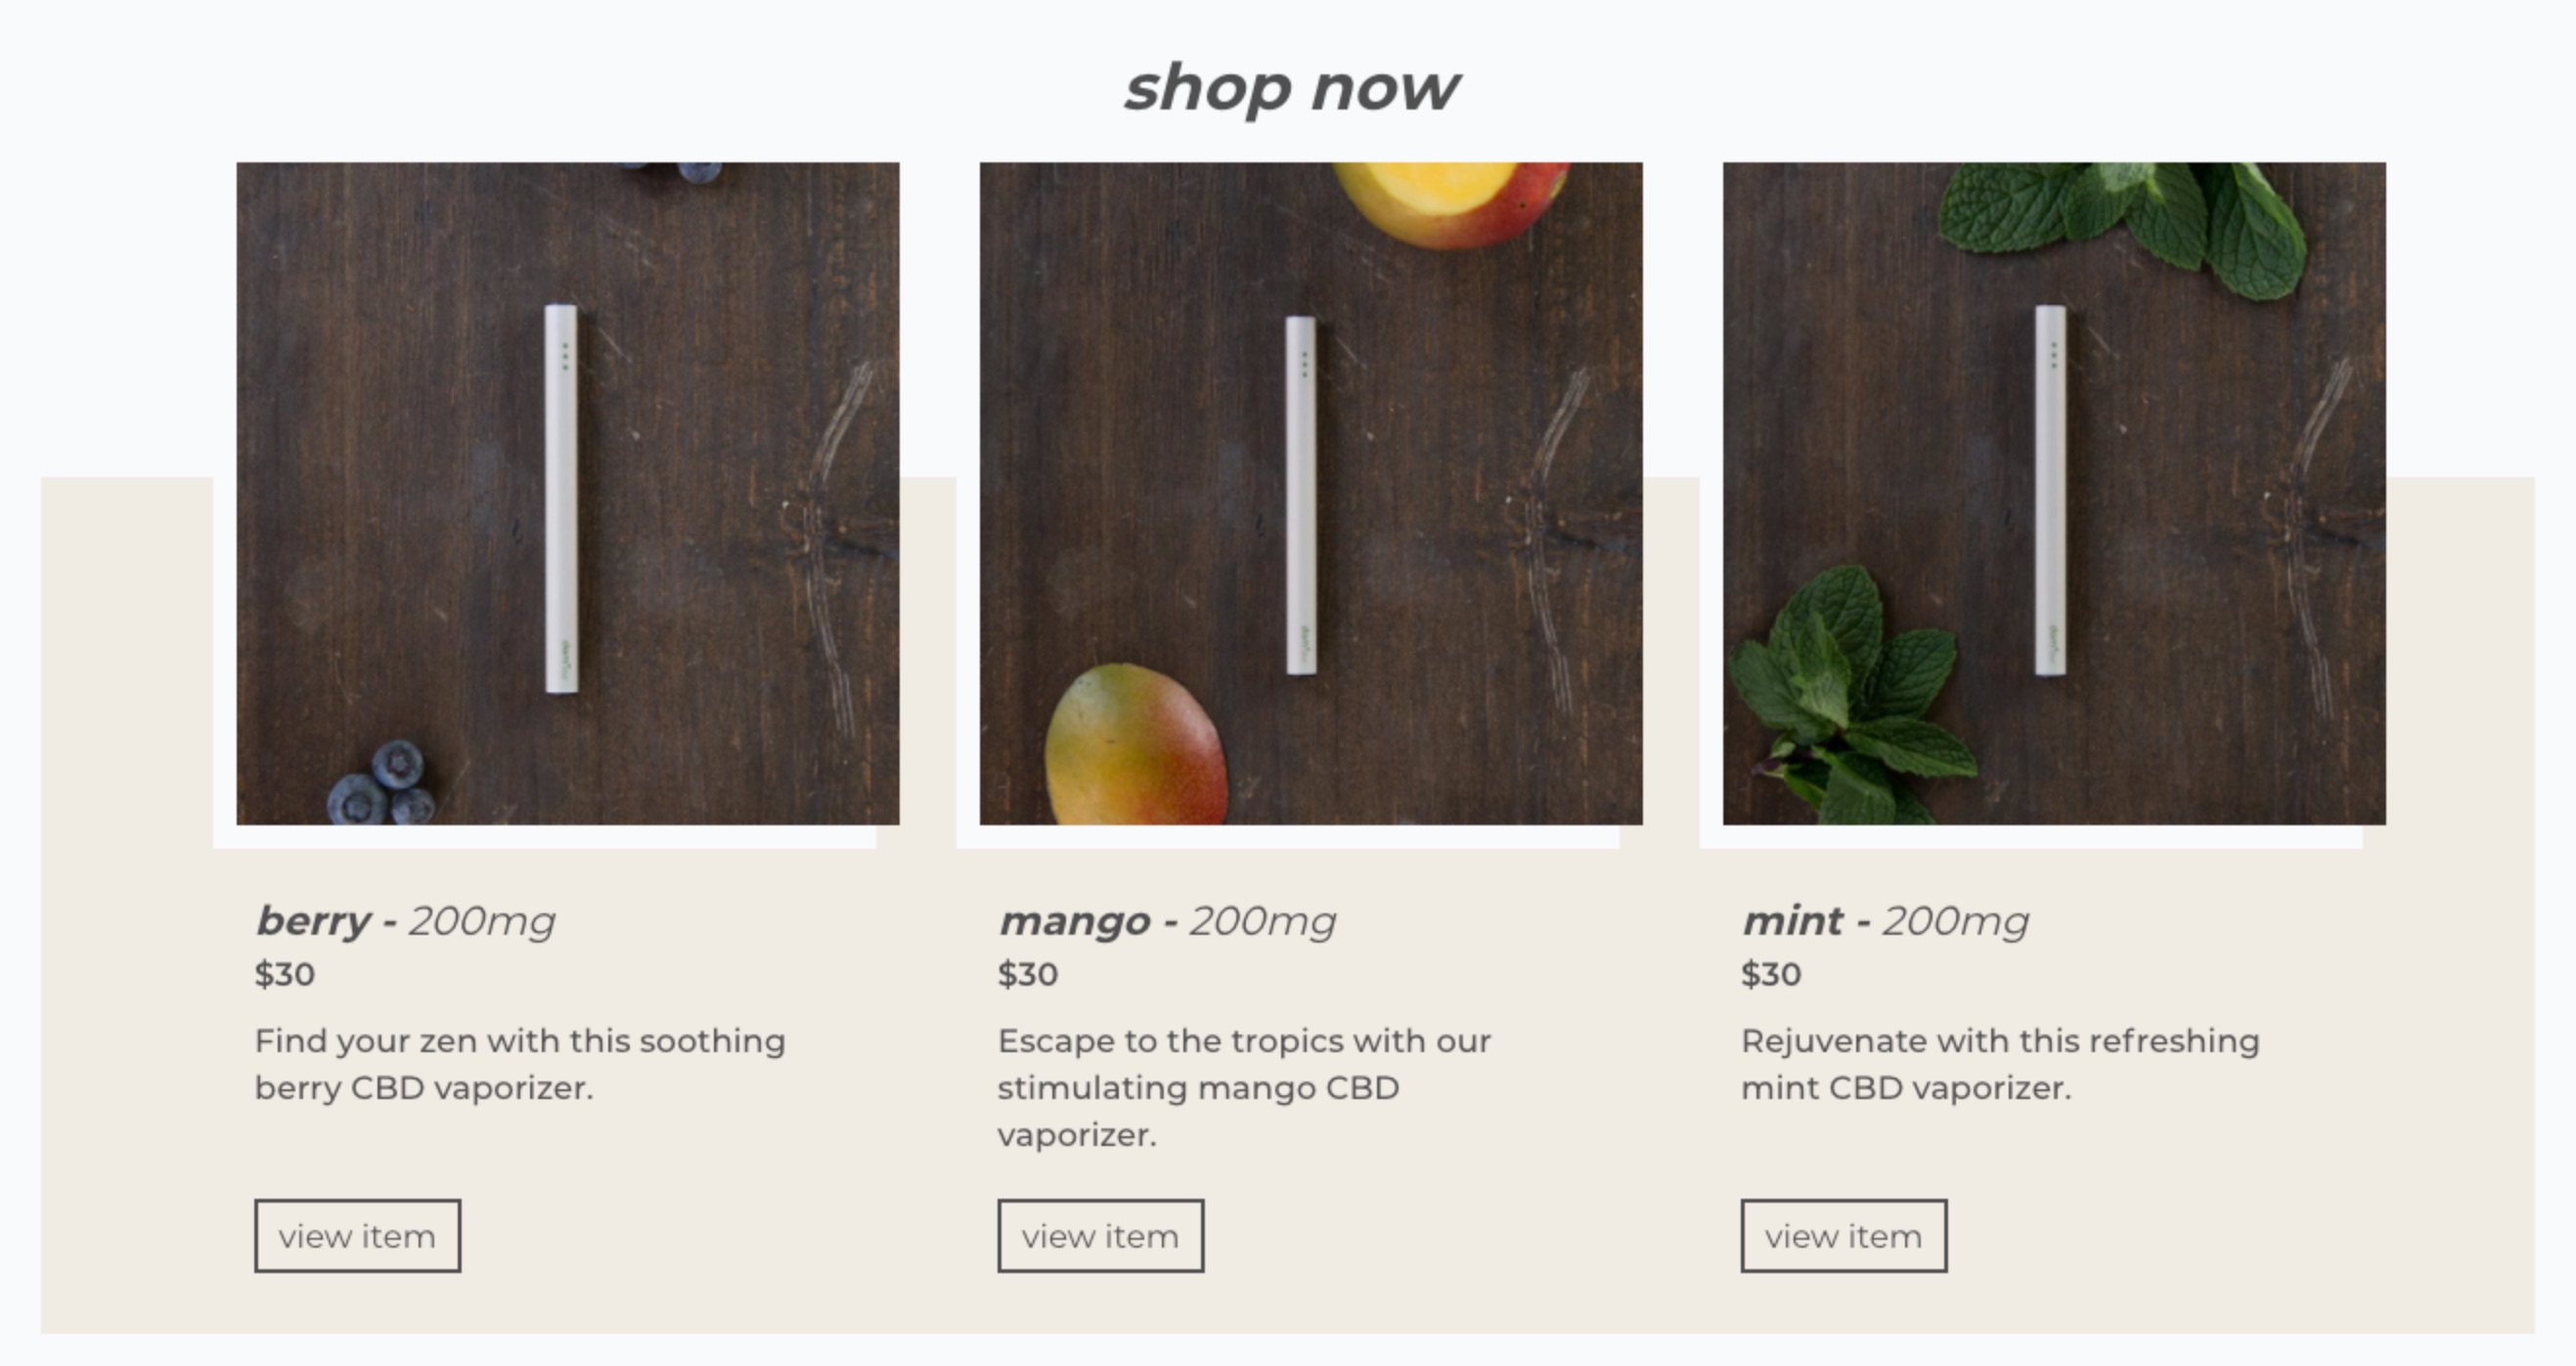 shop now
berry - 200mg
$30
Find your zen with this soothing
berry CBD vaporizer.
view item
mango - 200mg
$30
Escape to the tropics with our
stimulating mango CBD
vaporizer.
view item
mint - 200mg
$30
Rejuvenate with this refreshing
mint CBD vaporizer.
view item